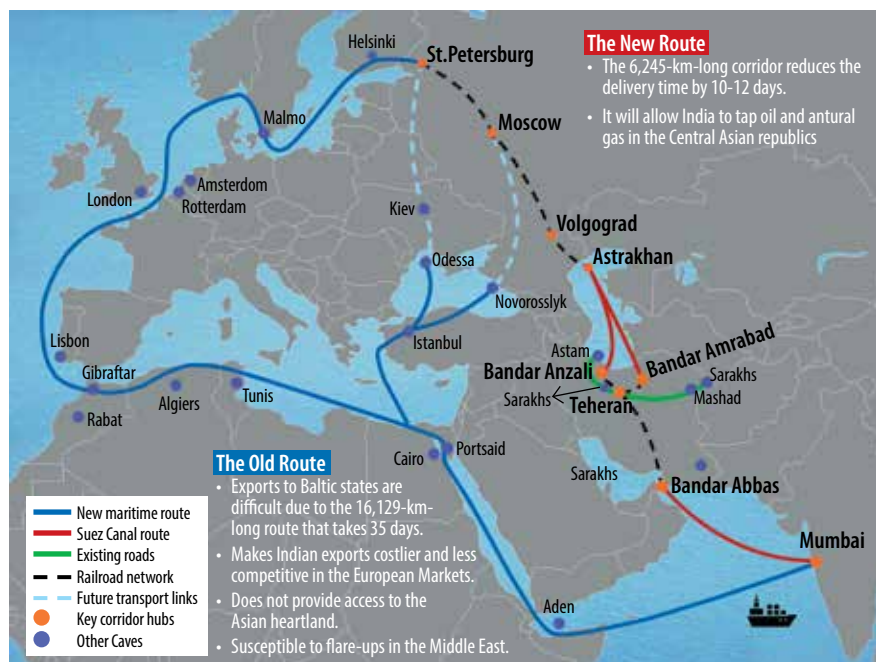 Helsinki
St.Petersburg
The New Route
• The 6,245-km-long corridor reduces the
delivery time by 10-12 days.
• It will allow India to tap oil and antural
gas in the Central Asian republics
Moscow
Malmo
Amsterdom
London
Rotterdam
Kiev
Volgograd
Astrakhan
Odessa
Novorosslyk
Lisbon
Istanbul
Astam
Bandar Amrabad
Gibraftar
Bandar Anzali
Sarakhs
Algiers
Tunis
Sarakhs
Teheran
Mashad
Rabat
Cairo
Portsaid
Sarakhs
Bandar Abbas
The Old Route
• Exports to Baltic states are
difficult due to the 16,129-km-
long route that takes 35 days.
• Makes Indian exports costlier and less
competitive in the European Markets.
• Does not provide access to the
Asian heartland.
• Susceptible to flare-ups in the Middle East.
Mumbai
Aden
New maritime route
Suez Canal route
Existing roads
Railroad network
Future transport links
Key corridor hubs
Other Caves